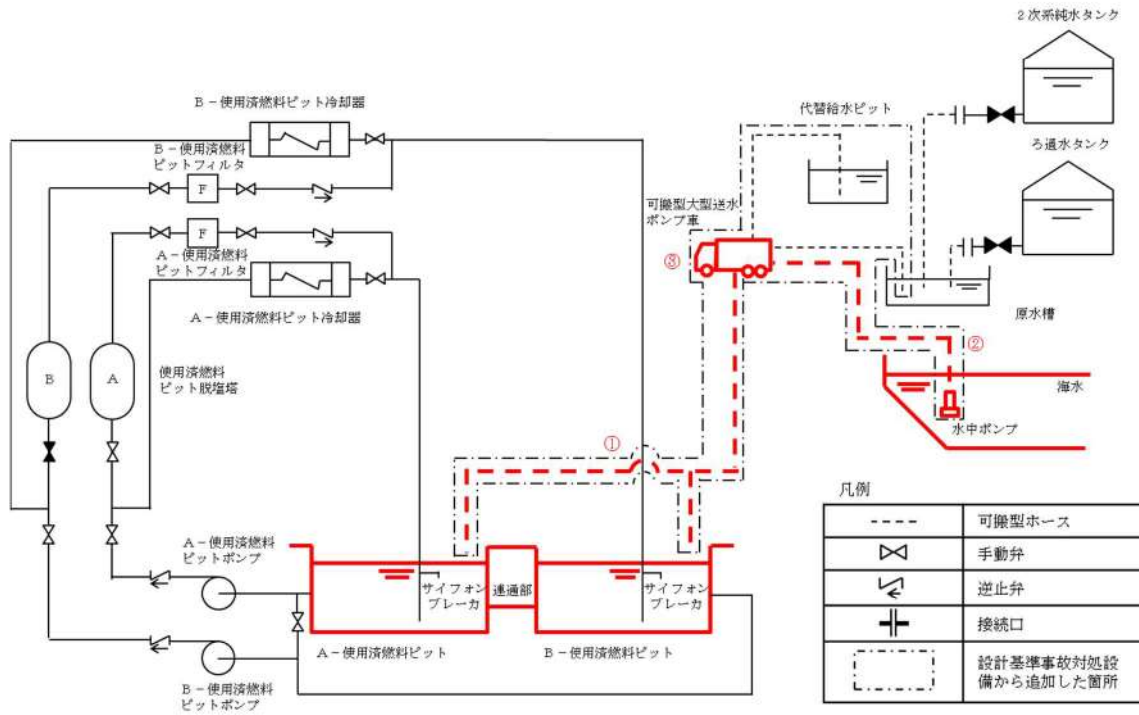 2次系純水タンク
B-使用済燃料ピット冷却器
代替給水ピット
ろ過水タンク
B-使用済燃料
ピットフィルタ
F
可搬型大型送水
ポンプ車
③
F
A-使用済燃料
ピットフィルタ
A-使用済燃料ピット冷却器
原水槽
②
B
A
使用済燃料
ピット脱塩塔
海水
水中ポンプ
①
凡例
可搬型ホース
手動弁
逆止弁
接続口
設計基準事故対処設
備から追加した箇所
A-使用済燃料
ピットポンプ
サイフォン
ブレーカ
連通部
サイフォン
ブレーカ
A-使用済燃料ピット
B-使用済燃料ピット
B-使用済燃料
ピットポンプ